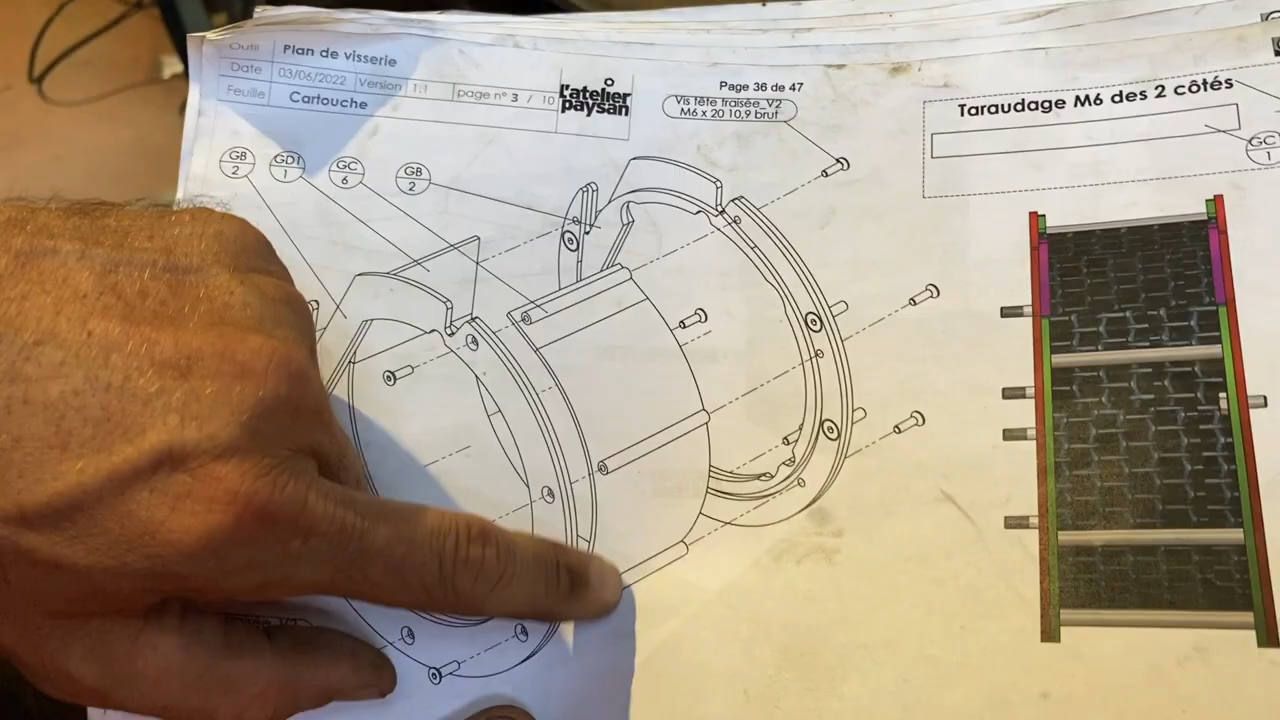 Outil
Plan de visserie
Date
03/06/2022
Version
1.1
Feuille
Cartouche
page n° 3 / 10
L'atelier
paysan
Page 36 de 47
Vis tête fraisée_V2
M6 x 20 10,9 brut
Taraudage M6 des 2 côtés
GC
1
GB
2
GD1
1
GC
6
GB
2